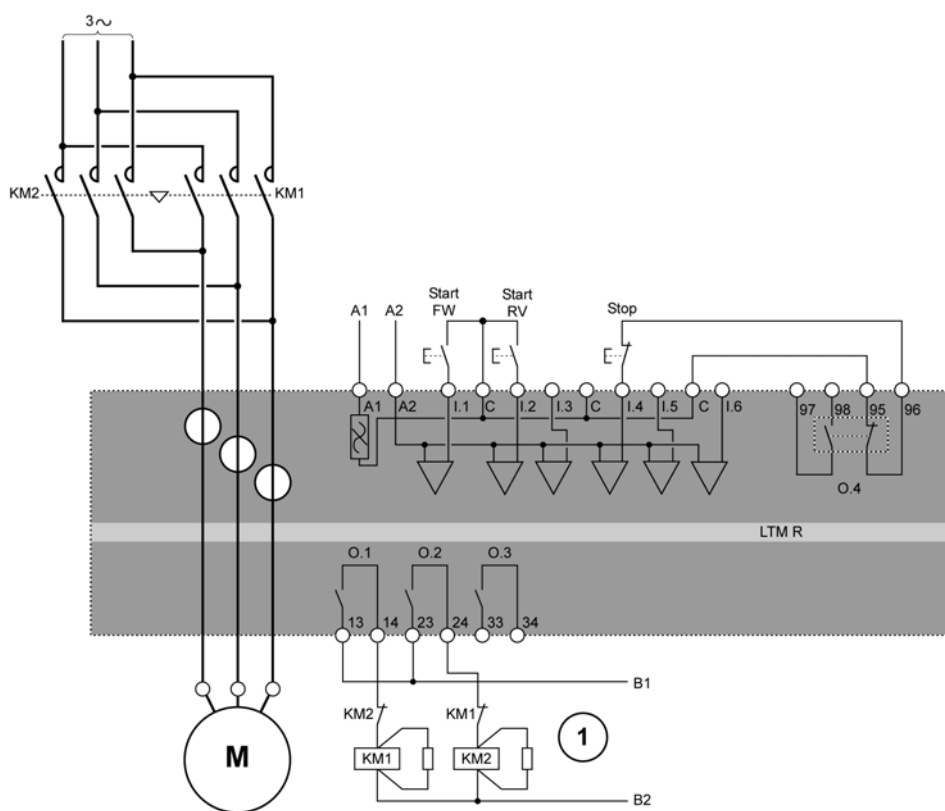 3∼
KM2
KM1
A1
A2
Start
FW
Start
RV
Stop
A1
A2
I.1
C
I.2
I.3
C
I.4
I.5
C
I.6
97
98
95
96
O.4
LTM R
O.1
O.2
O.3
13
14
23
24
33
34
B1
KM2
KM1
1
M
KM1
KM2
B2